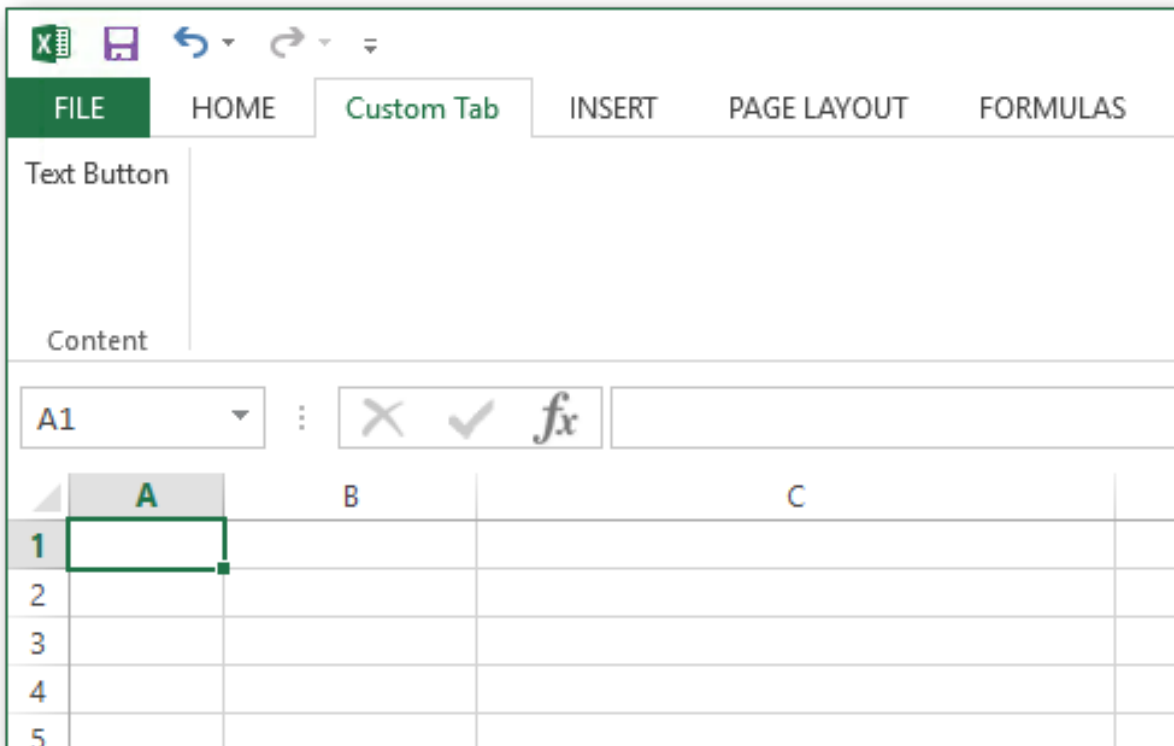 FILE HOME Custom Tab INSERT PAGE LAYOUT FORMULAS
Text Button
Content
A1 fx
A B C
1
2
3
4
5